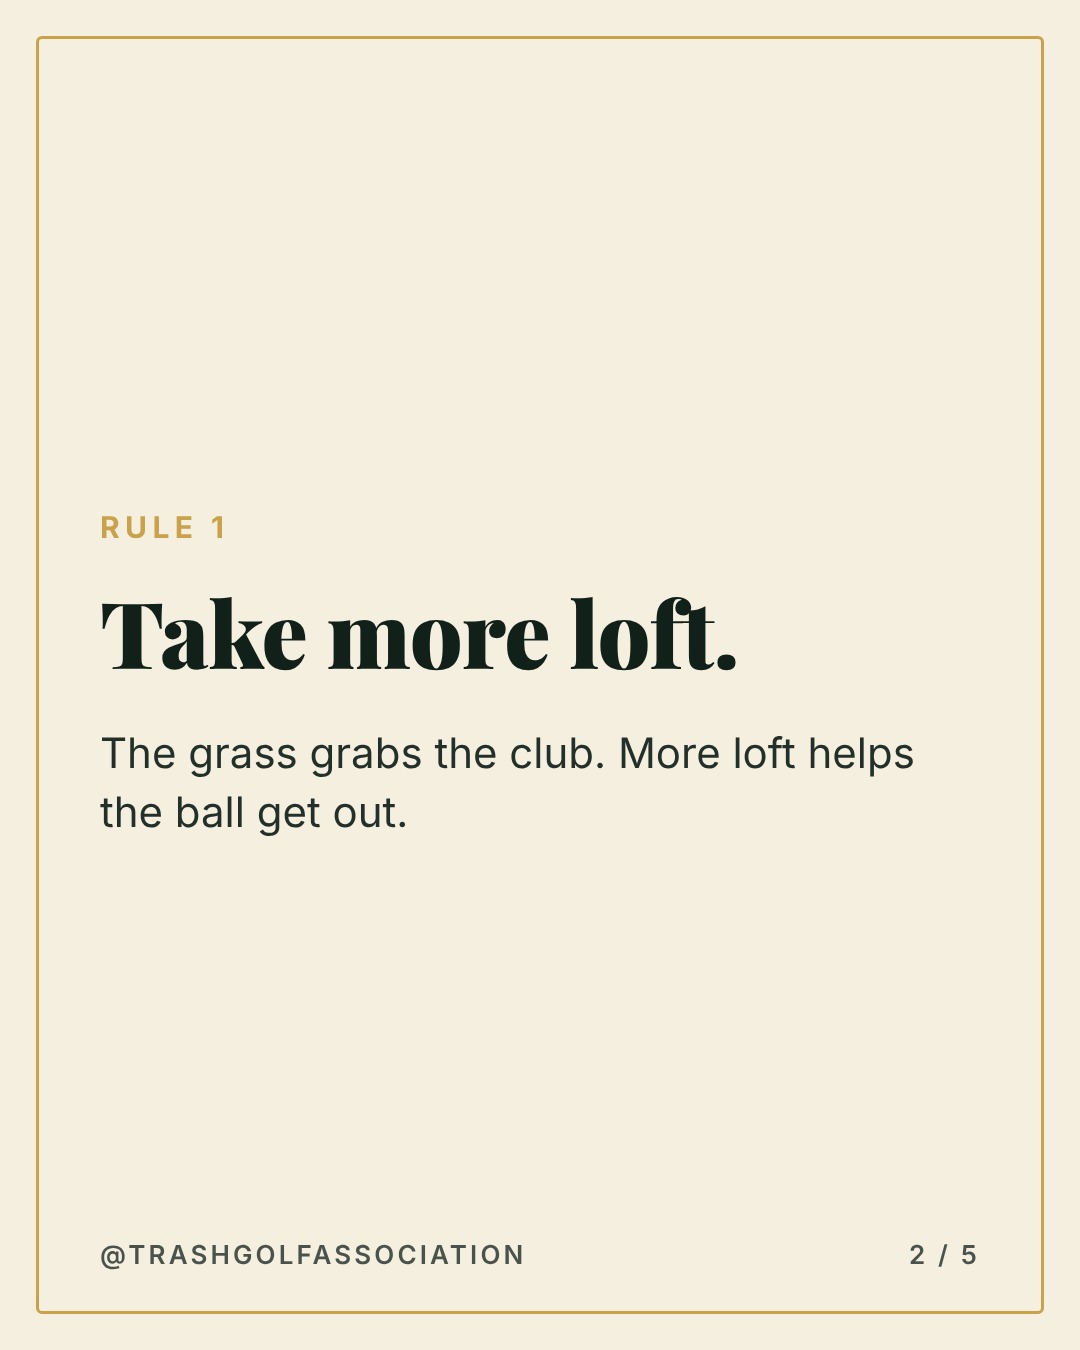 RULE 1
Take more loft.
The grass grabs the club. More loft helps
the ball get out.
@TRASHGOLFASSOCIATION
2 / 5